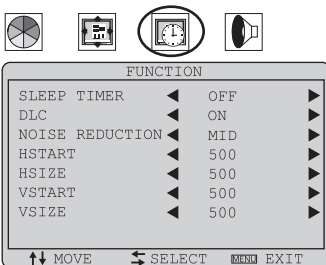 FUNCTION
SLEEP TIMER OFF
DLC ON
NOISE REDUCTION MID
HSTART 500
HSIZE 500
VSTART 500
VSIZE 500
MOVE SELECT MENU EXIT